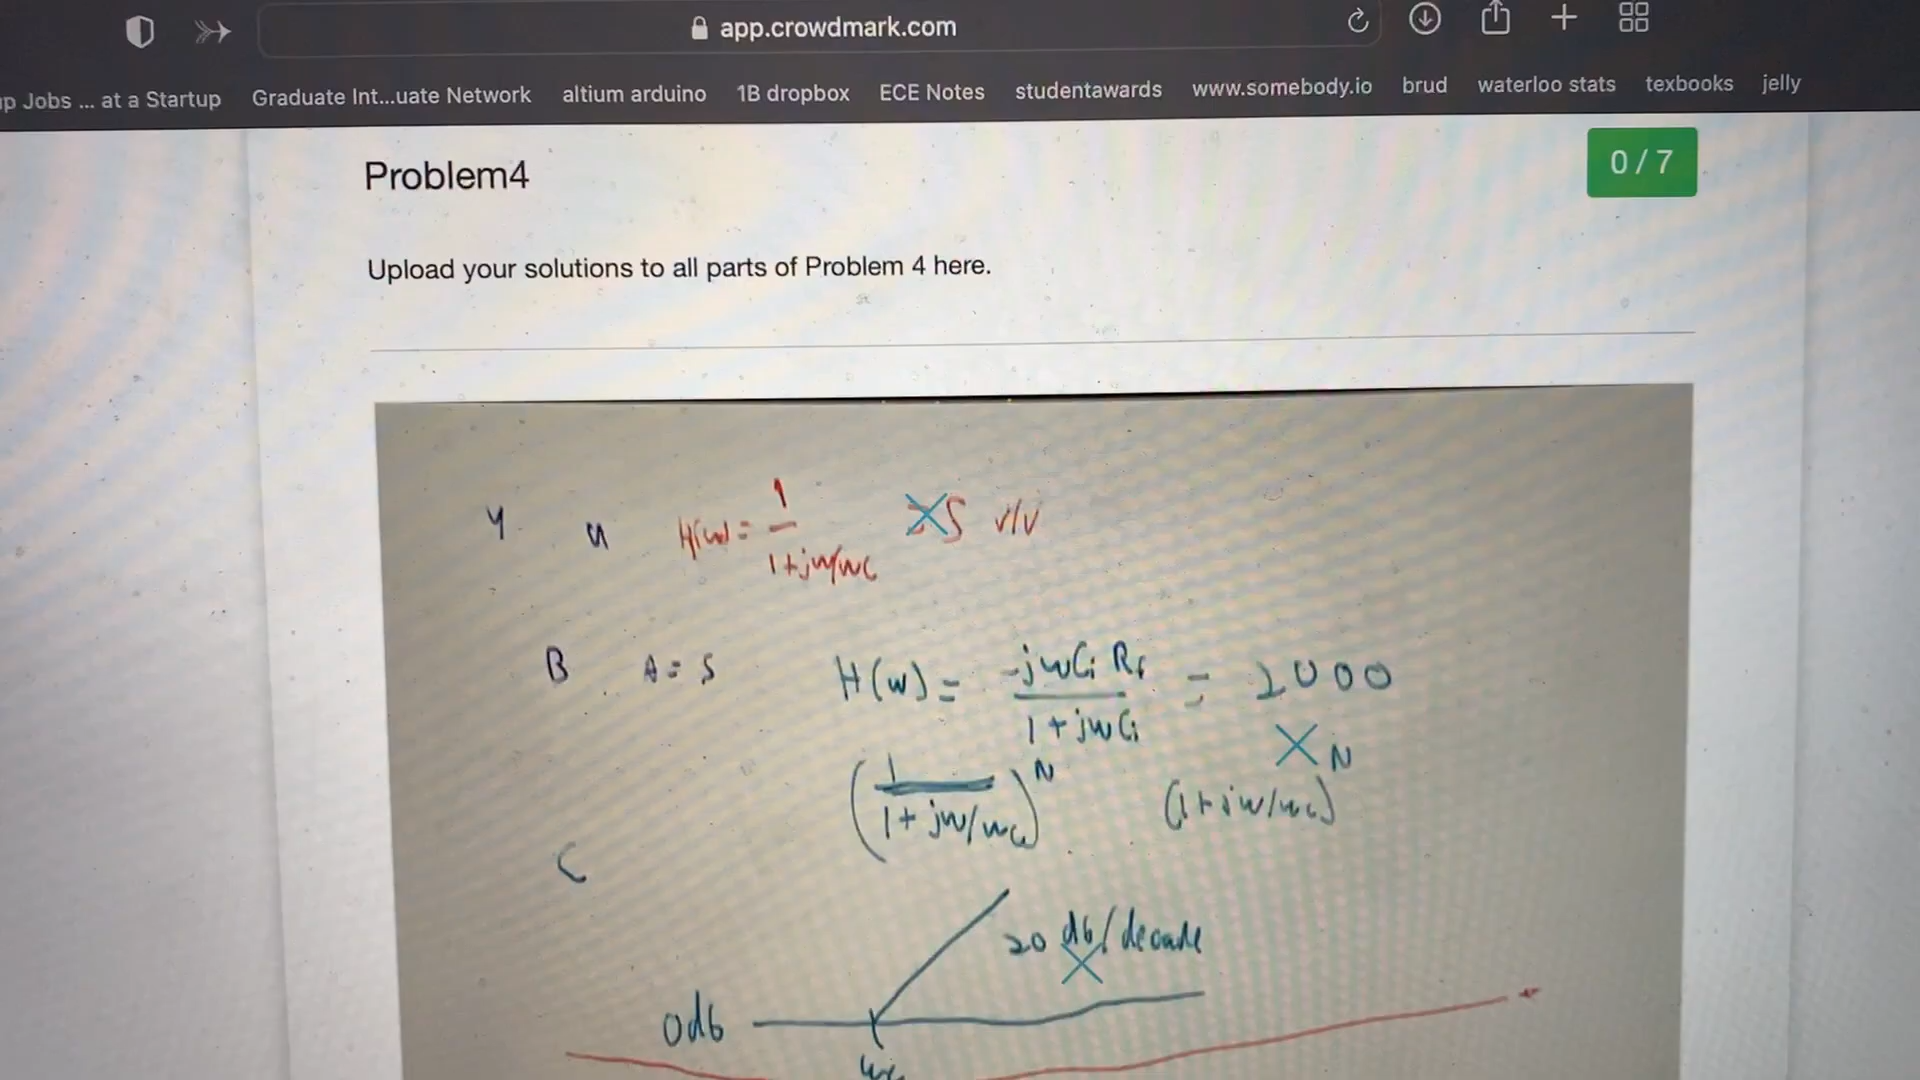 app.crowdmark.com
p Jobs ... at a Startup Graduate Int...uate Network altium arduino 1B dropbox ECE Notes studentawards www.somebody.io brud waterloo stats texbooks jelly
Problem4
0 / 7
Upload your solutions to all parts of Problem 4 here.
4 a H(w) = 1 / 1+jw/wc 5 v/v
B A = 5 H(w) = -jwCi Rf / 1 + jwCi = 2000
(1 / 1 + jw/wc)^N (1+jw/wc)^N
C
20 db/decade
0db
wc